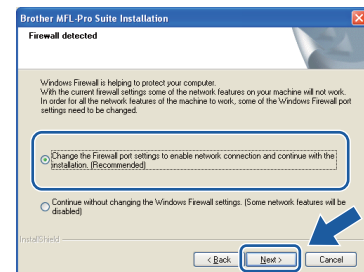 Brother MFL-Pro Suite Installation
Firewall detected
Windows Firewall is helping to protect your computer.
With the current firewall settings some of the network features on your machine will not work.
In order for all the network features of the machine to work, some of the Windows Firewall port
settings need to be changed.
Change the Firewall port settings to enable network connection and continue with the
installation. (Recommended)
Continue without changing the Windows Firewall settings. (Some network features will be
disabled)
InstallShield
< Back
Next >
Cancel